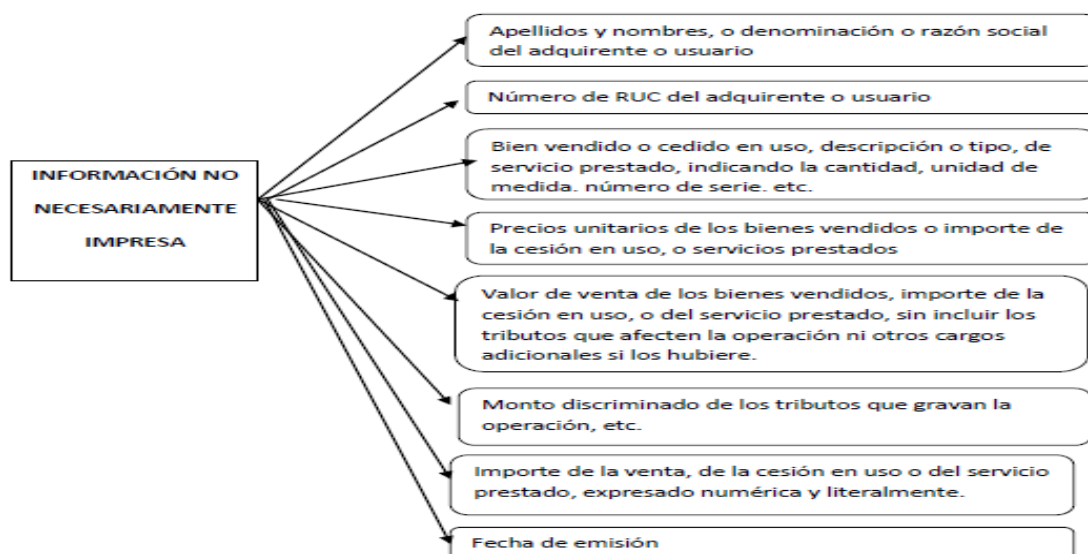 INFORMACIÓN NO
NECESARIAMENTE
IMPRESA
Apellidos y nombres, o denominación o razón social
del adquirente o usuario
Número de RUC del adquirente o usuario
Bien vendido o cedido en uso, descripción o tipo, de
servicio prestado, indicando la cantidad, unidad de
medida. número de serie. etc.
Precios unitarios de los bienes vendidos o importe de
la cesión en uso, o servicios prestados
Valor de venta de los bienes vendidos, importe de la
cesión en uso, o del servicio prestado, sin incluir los
tributos que afecten la operación ni otros cargos
adicionales si los hubiere.
Monto discriminado de los tributos que gravan la
operación, etc.
Importe de la venta, de la cesión en uso o del servicio
prestado, expresado numérica y literalmente.
Fecha de emisión